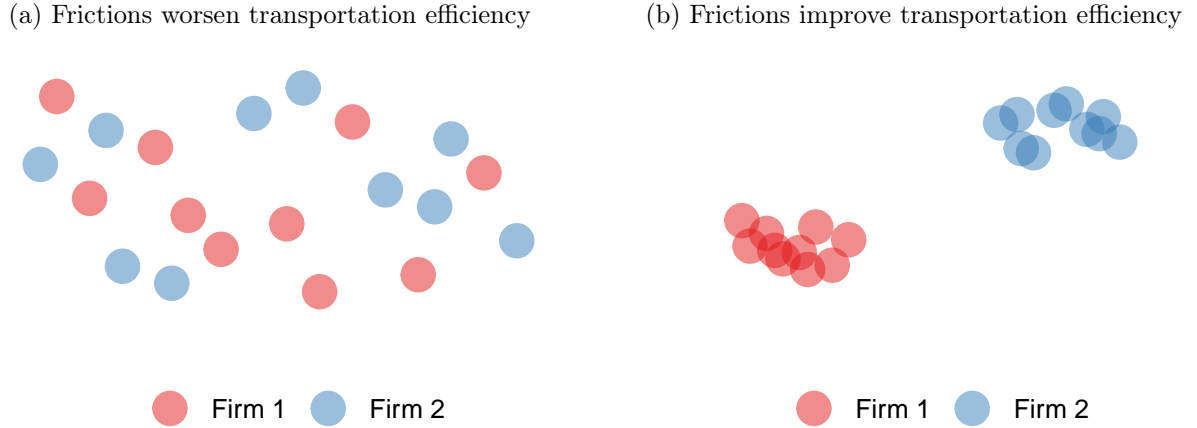 (a) Frictions worsen transportation efficiency
(b) Frictions improve transportation efficiency
Firm 1 Firm 2
Firm 1 Firm 2